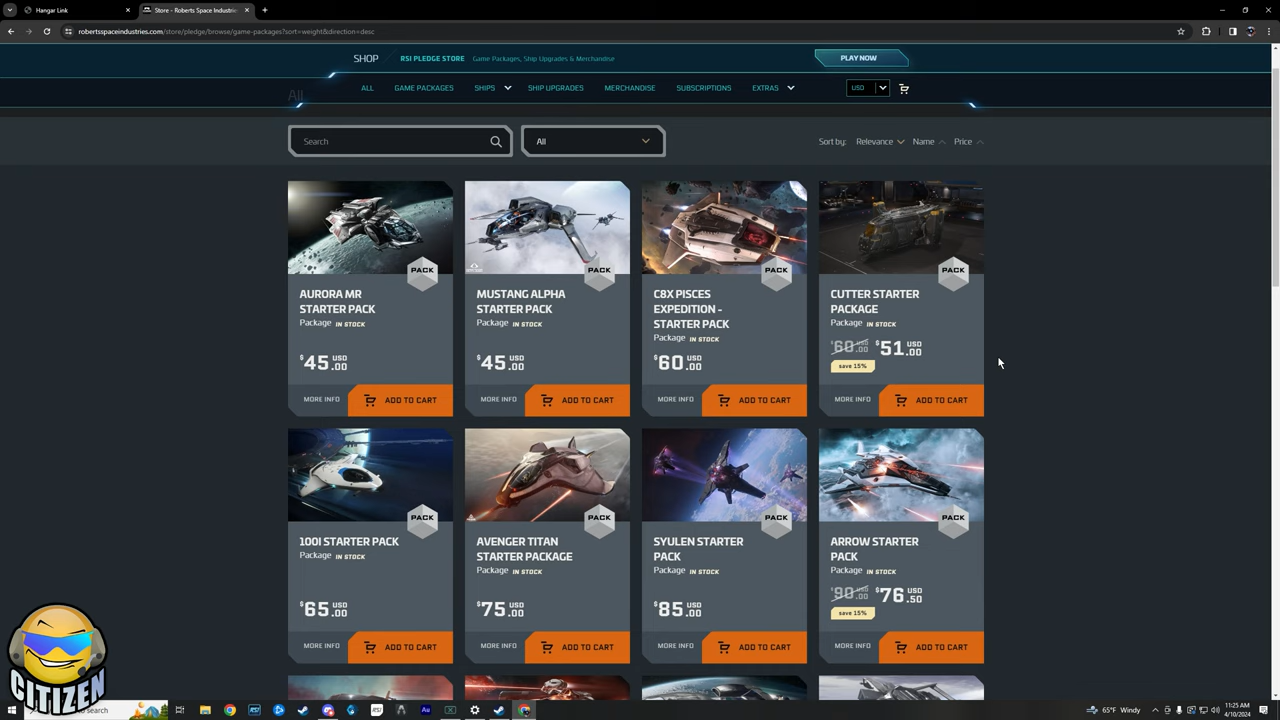 Hangar Link
Store - Roberts Space Industrie
robertsspaceindustries.com/store/pledge/browse/game-packages?sort=weight&direction=desc
SHOP
RSI PLEDGE STORE
Game Packages, Ship Upgrades & Merchandise
PLAY NOW
All
ALL
GAME PACKAGES
SHIPS
SHIP UPGRADES
MERCHANDISE
SUBSCRIPTIONS
EXTRAS
USD
Search
All
Sort by:
Relevance
Name
Price
PACK
PACK
PACK
PACK
AURORA MR
STARTER PACK
Package IN STOCK
$45 USD .00
MORE INFO
ADD TO CART
MUSTANG ALPHA
STARTER PACK
Package IN STOCK
$45 USD .00
MORE INFO
ADD TO CART
C8X PISCES
EXPEDITION -
STARTER PACK
Package IN STOCK
$60 USD .00
MORE INFO
ADD TO CART
CUTTER STARTER
PACKAGE
Package IN STOCK
$60 USD .00 $51 USD .00
save 15%
MORE INFO
ADD TO CART
PACK
PACK
PACK
PACK
100I STARTER PACK
Package IN STOCK
$65 USD .00
MORE INFO
ADD TO CART
AVENGER TITAN
STARTER PACKAGE
Package IN STOCK
$75 USD .00
MORE INFO
ADD TO CART
SYULEN STARTER
PACK
Package IN STOCK
$85 USD .00
MORE INFO
ADD TO CART
ARROW STARTER
PACK
Package IN STOCK
$90 USD .00 $76 USD .50
save 15%
MORE INFO
ADD TO CART
CITIZEN
search
RSI
RSI
Au
65°F Windy
11:25 AM
4/10/2024